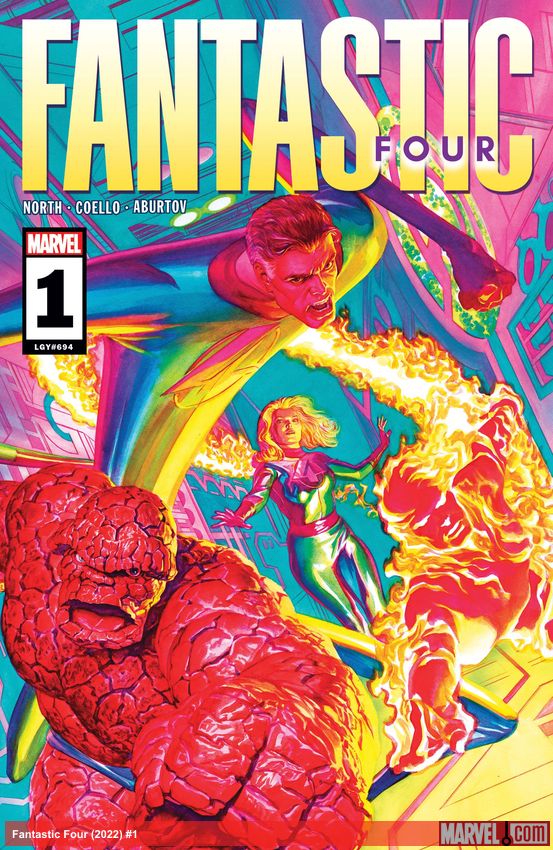 FANTASTIC
FOUR
NORTH · COELLO · ABURTOV
MARVEL
1
LGY#694
Fantastic Four (2022) #1
MARVEL.com